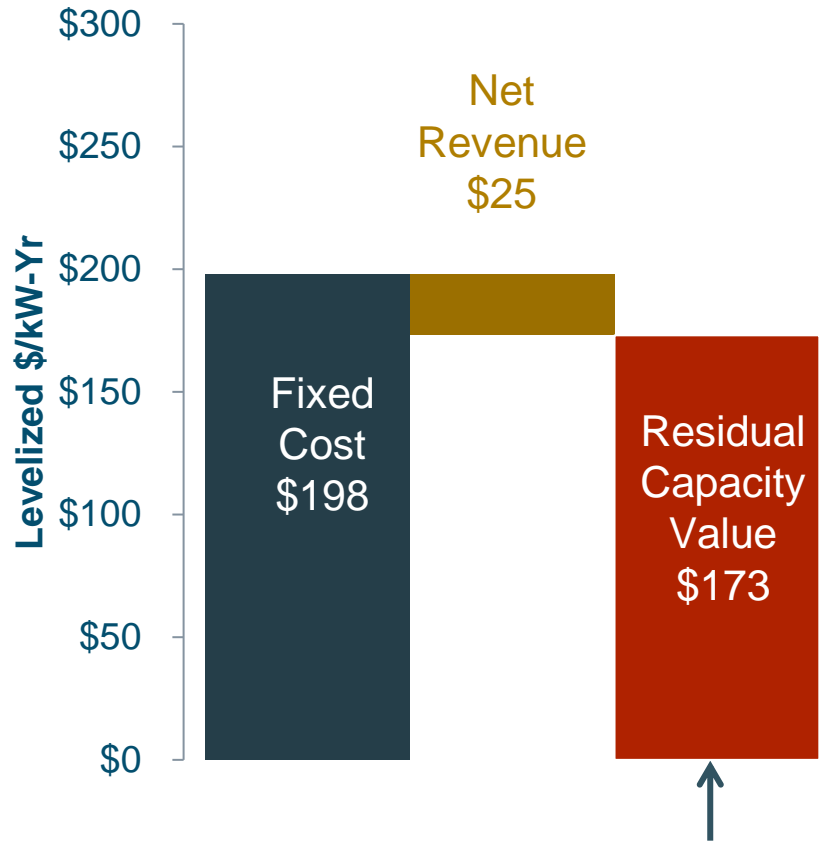 Levelized $/kW-Yr
$300
$250
$200
$150
$100
$50
$0
Fixed
Cost
$198
Net
Revenue
$25
Residual
Capacity
Value
$173